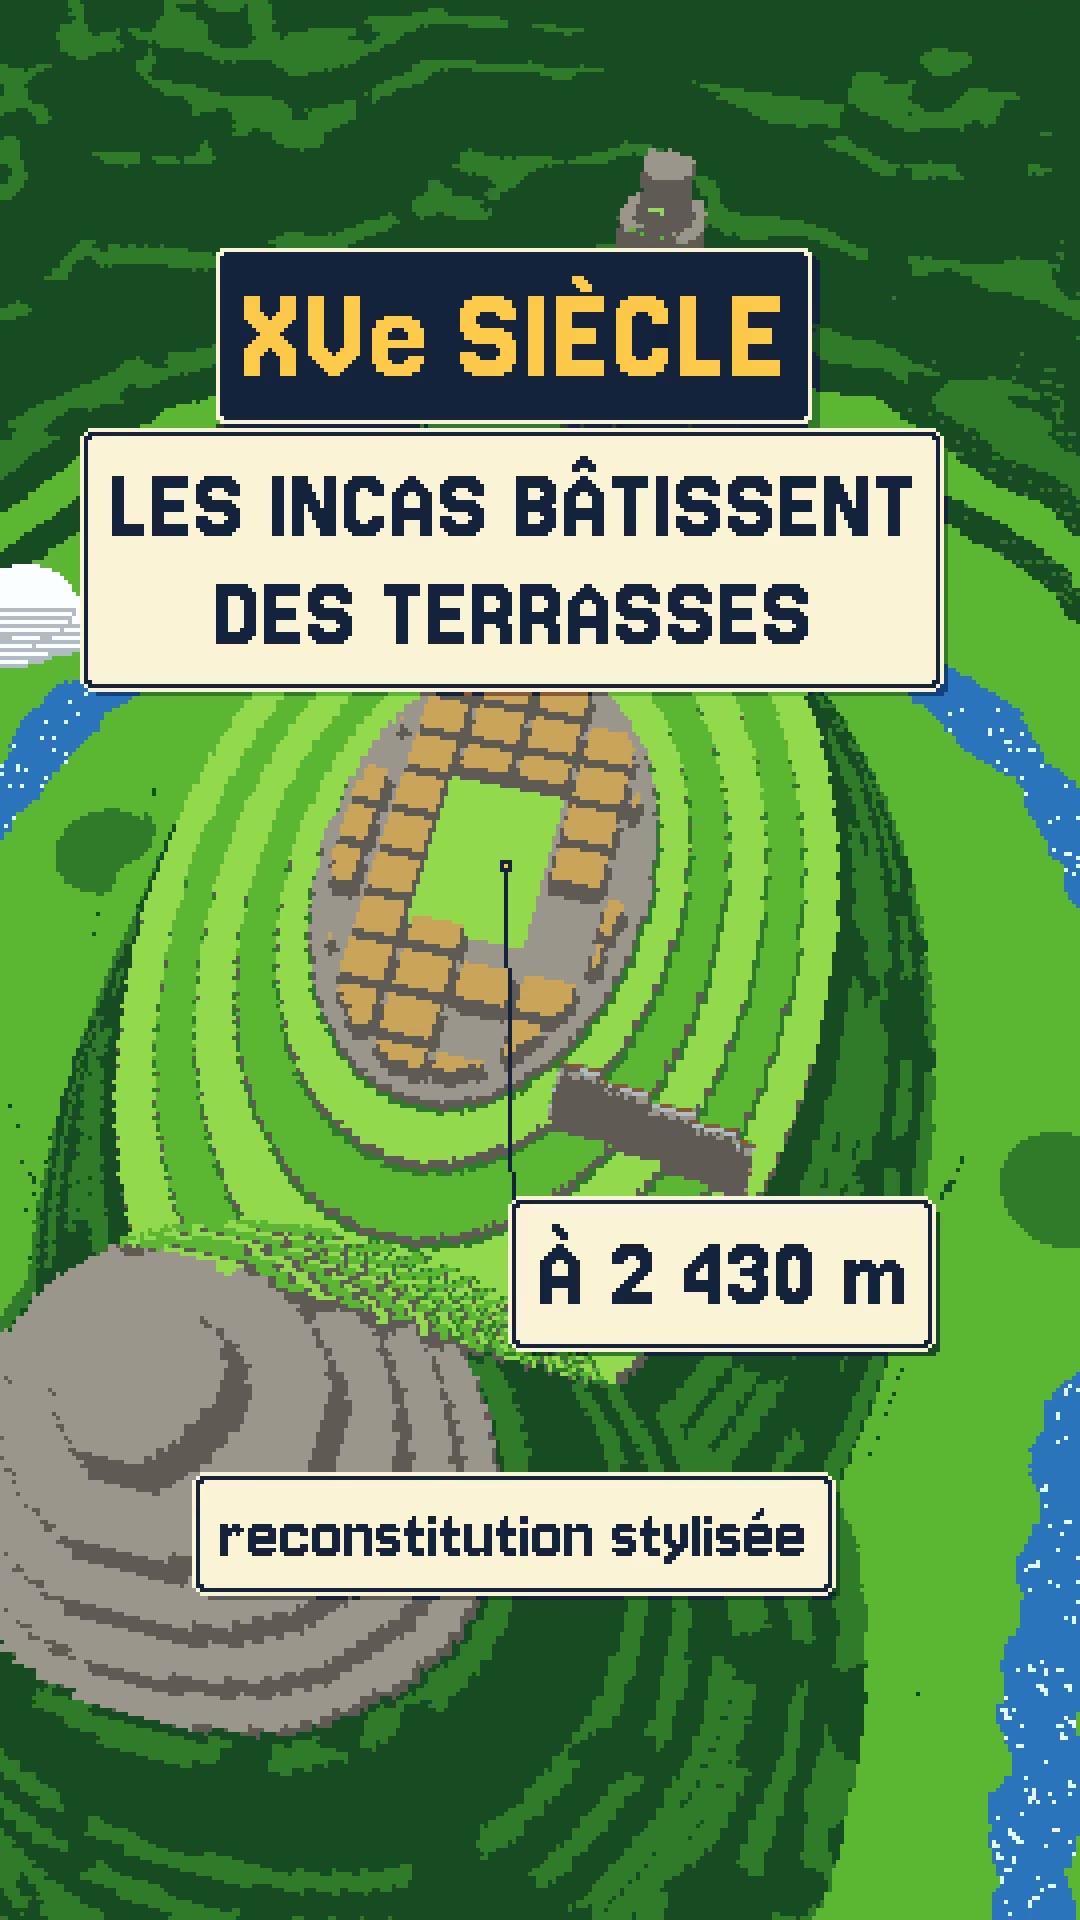 XVe SIÈCLE
LES INCAS BÂTISSENT
DES TERRASSES
À 2 430 m
reconstitution stylisée